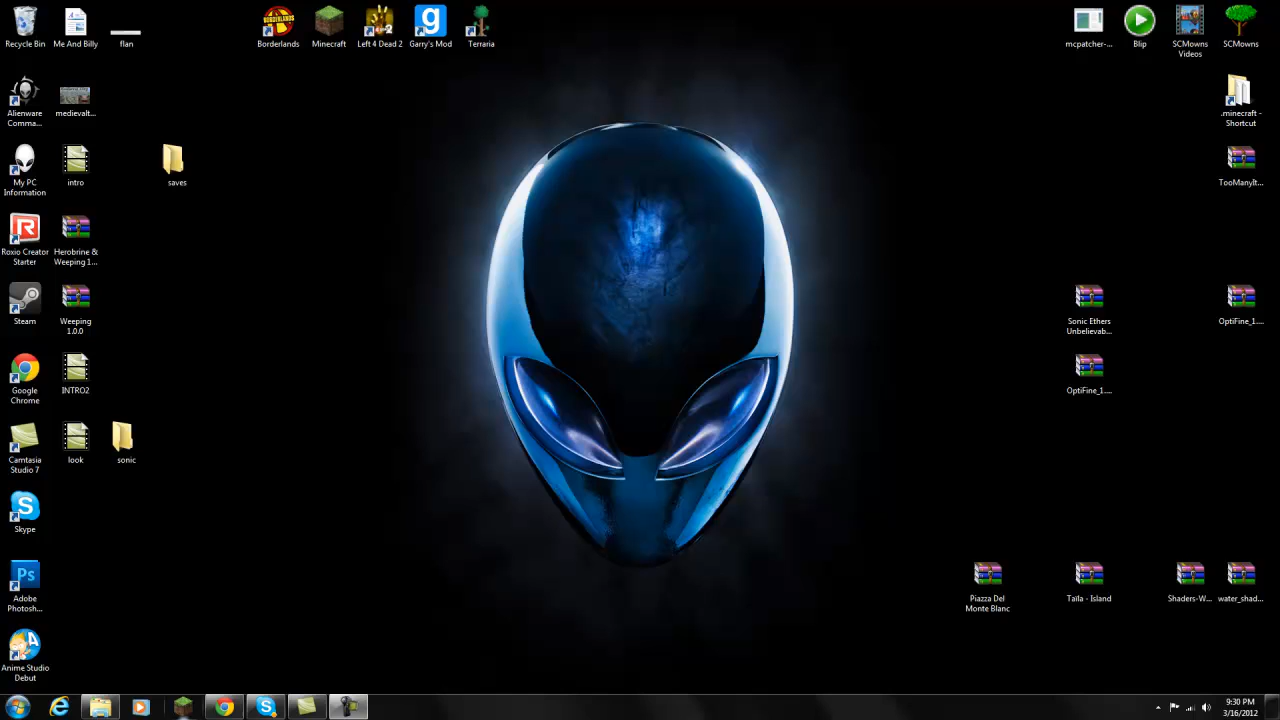 Recycle Bin
Me And Billy
flan
Borderlands
Minecraft
Left 4 Dead 2
Garry's Mod
Terraria
mcpatcher-...
Blip
SCMowns
Videos
SCMowns
Alienware
Comma...
medievalt...
.minecraft -
Shortcut
My PC
Information
intro
saves
TooManyIt...
Roxio Creator
Starter
Herobrine &
Weeping 1...
Steam
Weeping
1.0.0
Sonic Ethers
Unbelievab...
OptiFine_1....
Google
Chrome
INTRO2
OptiFine_1....
Camtasia
Studio 7
look
sonic
Skype
Ps
Adobe
Photosh...
Piazza Del
Monte Blanc
Taïla - Island
Shaders-W...
water_shad...
Anime Studio
Debut
9:30 PM
3/16/2012